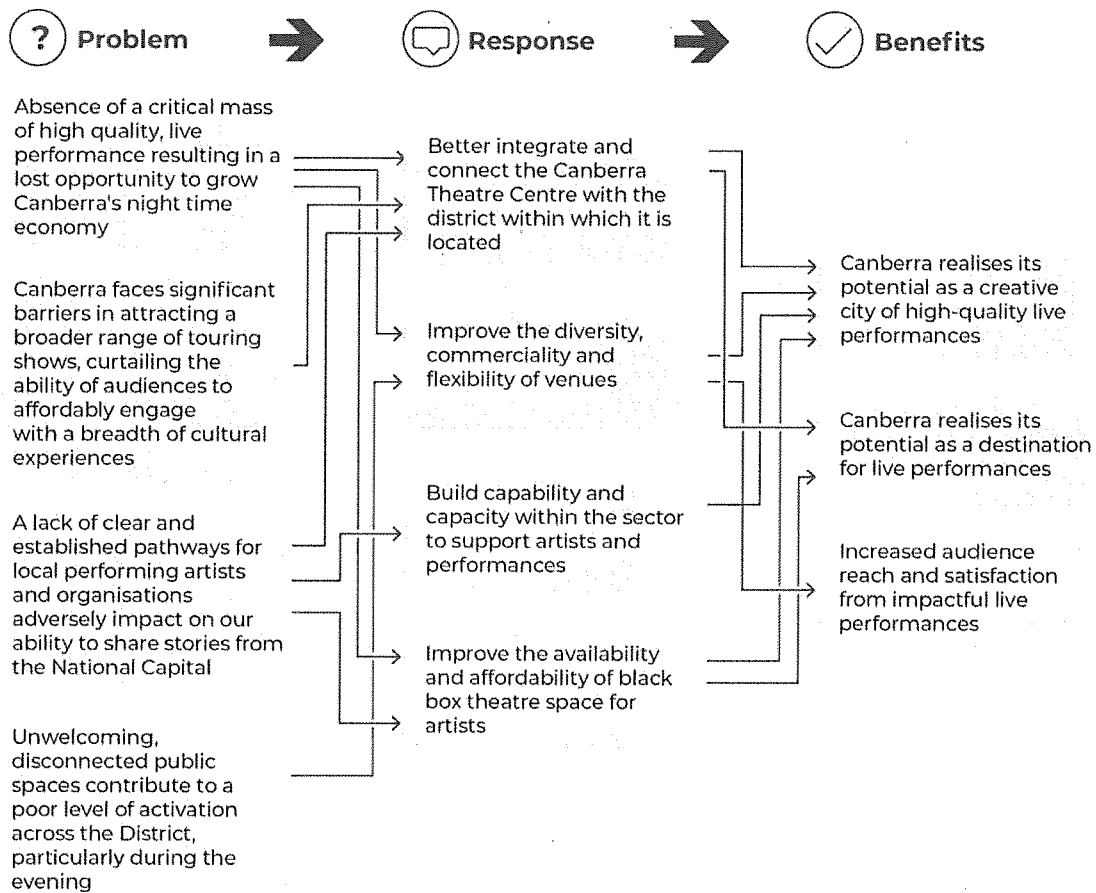 ? Problem
Response
Benefits
Absence of a critical mass
of high quality, live
performance resulting in a
lost opportunity to grow
Canberra's night time
economy
Canberra faces significant
barriers in attracting a
broader range of touring
shows, curtailing the
ability of audiences to
affordably engage
with a breadth of cultural
experiences
A lack of clear and
established pathways for
local performing artists
and organisations
adversely impact on our
ability to share stories from
the National Capital
Unwelcoming,
disconnected public
spaces contribute to a
poor level of activation
across the District,
particularly during the
evening
Better integrate and
connect the Canberra
Theatre Centre with the
district within which it is
located
Improve the diversity,
commerciality and
flexibility of venues
Build capability and
capacity within the sector
to support artists and
performances
Improve the availability
and affordability of black
box theatre space for
artists
Canberra realises its
potential as a creative
city of high-quality live
performances
Canberra realises its
potential as a destination
for live performances
Increased audience
reach and satisfaction
from impactful live
performances